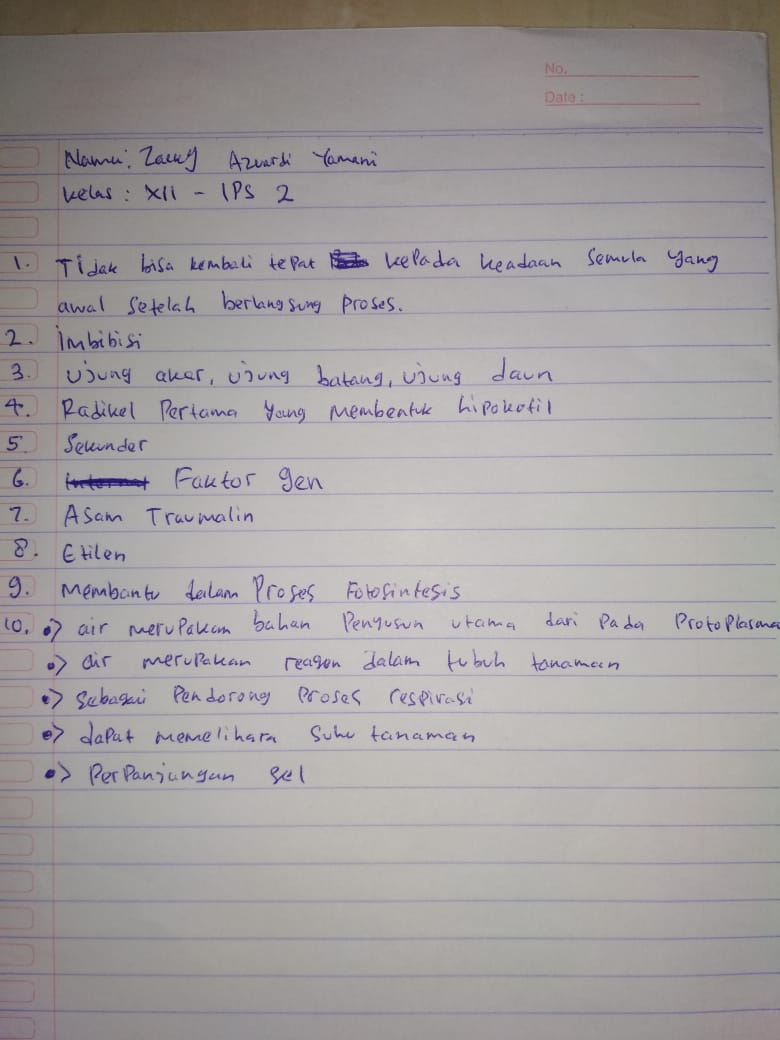 No.
Date :
Nama: Zacky Azwardi Yamani
Kelas : XII - IPS 2
1. Tidak bisa kembali tepat kepada keadaan semula yang
awal setelah berlangsung proses.
2. Imbibisi
3. Ujung akar, Ujung batang, Ujung daun
4. Radikel Pertama yang membentuk hipokotil
5. Sekunder
6. Internal Faktor gen
7. Asam Traumalin
8. Etilen
9. Membantu dalam Proses Fotosintesis
10. •> air merupakan bahan Penyusun utama dari pada Protoplasma
•> air merupakan reagen dalam tubuh tanaman
•> Sebagai Pendorong Proses respirasi
•> dapat memelihara Suhu tanaman
•> Perpanjangan sel